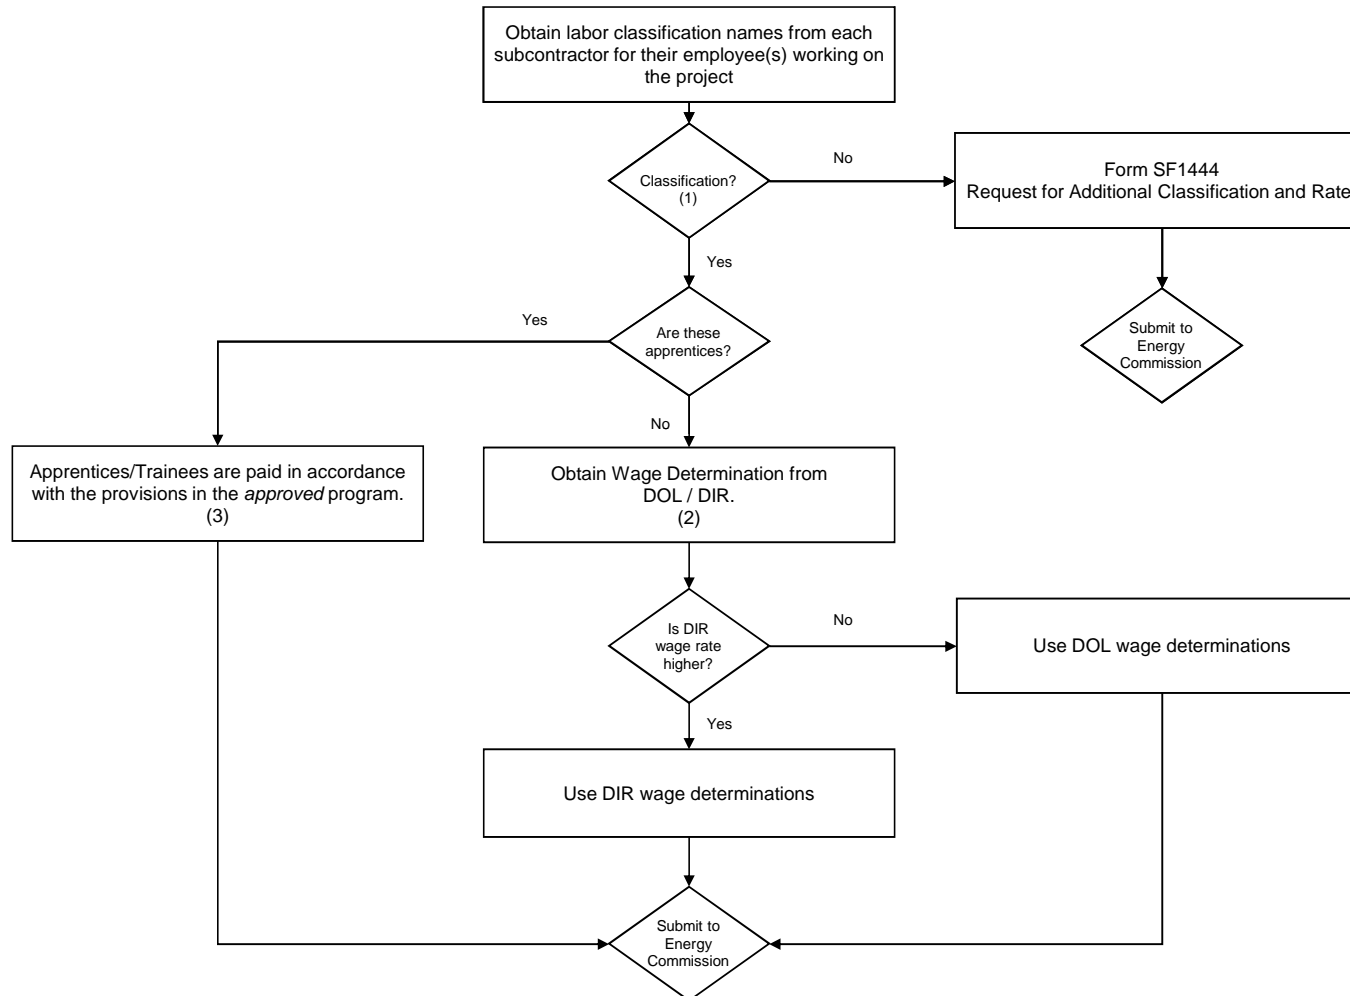 Obtain labor classification names from each
subcontractor for their employee(s) working on
the project
Classification?
(1)
No
Form SF1444
Request for Additional Classification and Rate
Yes
Submit to
Energy
Commission
Are these
apprentices?
Yes
No
Apprentices/Trainees are paid in accordance
with the provisions in the approved program.
(3)
Obtain Wage Determination from
DOL / DIR.
(2)
Is DIR
wage rate
higher?
No
Use DOL wage determinations
Yes
Use DIR wage determinations
Submit to
Energy
Commission